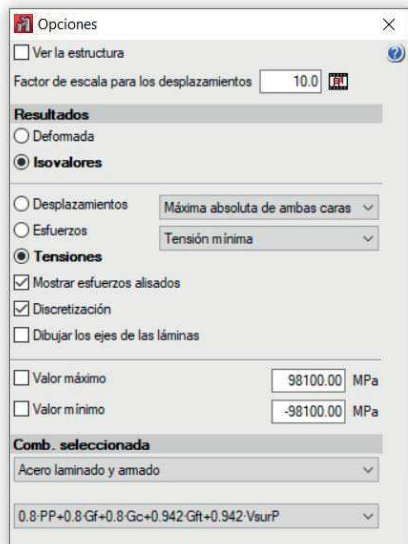 Opciones
Ver la estructura
Factor de escala para los desplazamientos 10.0
Resultados
Deformada
Isovalores
Desplazamientos Máxima absoluta de ambas caras
Esfuerzos Tensión mínima
Tensiones
Mostrar esfuerzos alisados
Discretización
Dibujar los ejes de las láminas
Valor máximo 98100.00 MPa
Valor mínimo -98100.00 MPa
Comb. seleccionada
Acero laminado y armado
0.8·PP+0.8·Gf+0.8·Gc+0.942·Gft+0.942·VsurP